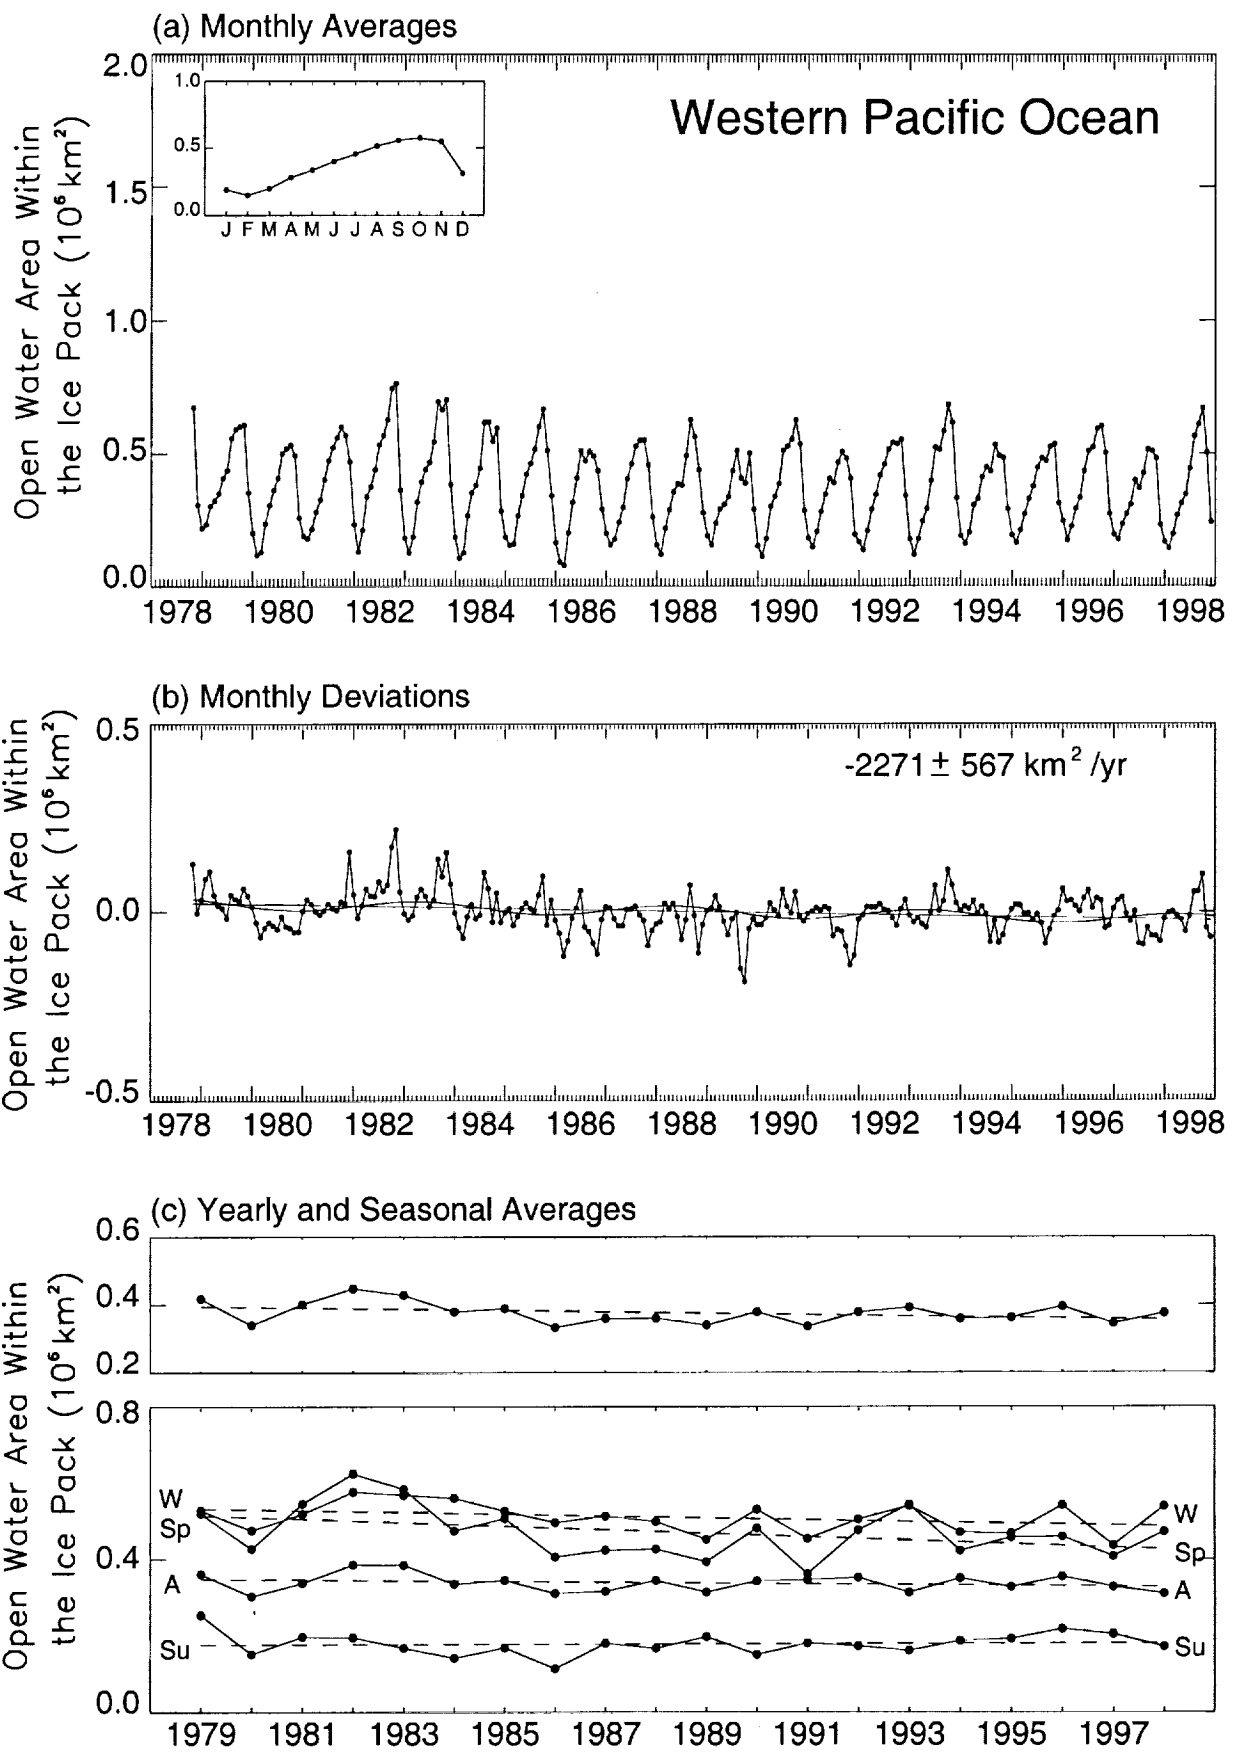 (a) Monthly Averages
Open Water Area Within
the Ice Pack (10⁶ km²)
2.0
1.5
1.0
0.5
0.0
1.0
0.5
0.0
J F M A M J J A S O N D
Western Pacific Ocean
1978 1980 1982 1984 1986 1988 1990 1992 1994 1996 1998
(b) Monthly Deviations
Open Water Area Within
the Ice Pack (10⁶ km²)
0.5
0.0
-0.5
-2271 ± 567 km² /yr
1978 1980 1982 1984 1986 1988 1990 1992 1994 1996 1998
(c) Yearly and Seasonal Averages
Open Water Area Within
the Ice Pack (10⁶ km²)
0.6
0.4
0.2
0.8
0.4
0.0
W
Sp
A
Su
W
Sp
A
Su
1979 1981 1983 1985 1987 1989 1991 1993 1995 1997